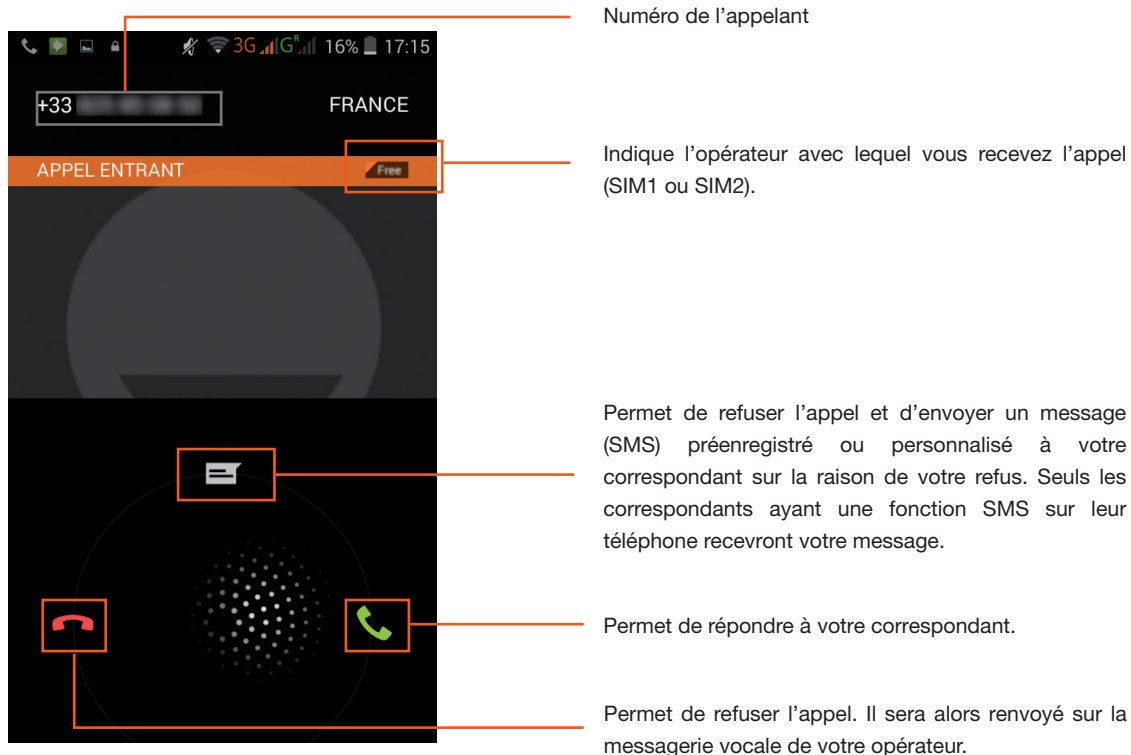 Numéro de l’appelant
3G G R 16% 17:15
+33
FRANCE
APPEL ENTRANT
Free
Indique l’opérateur avec lequel vous recevez l’appel
(SIM1 ou SIM2).
Permet de refuser l’appel et d’envoyer un message
(SMS) préenregistré ou personnalisé à votre
correspondant sur la raison de votre refus. Seuls les
correspondants ayant une fonction SMS sur leur
téléphone recevront votre message.
Permet de répondre à votre correspondant.
Permet de refuser l’appel. Il sera alors renvoyé sur la
messagerie vocale de votre opérateur.